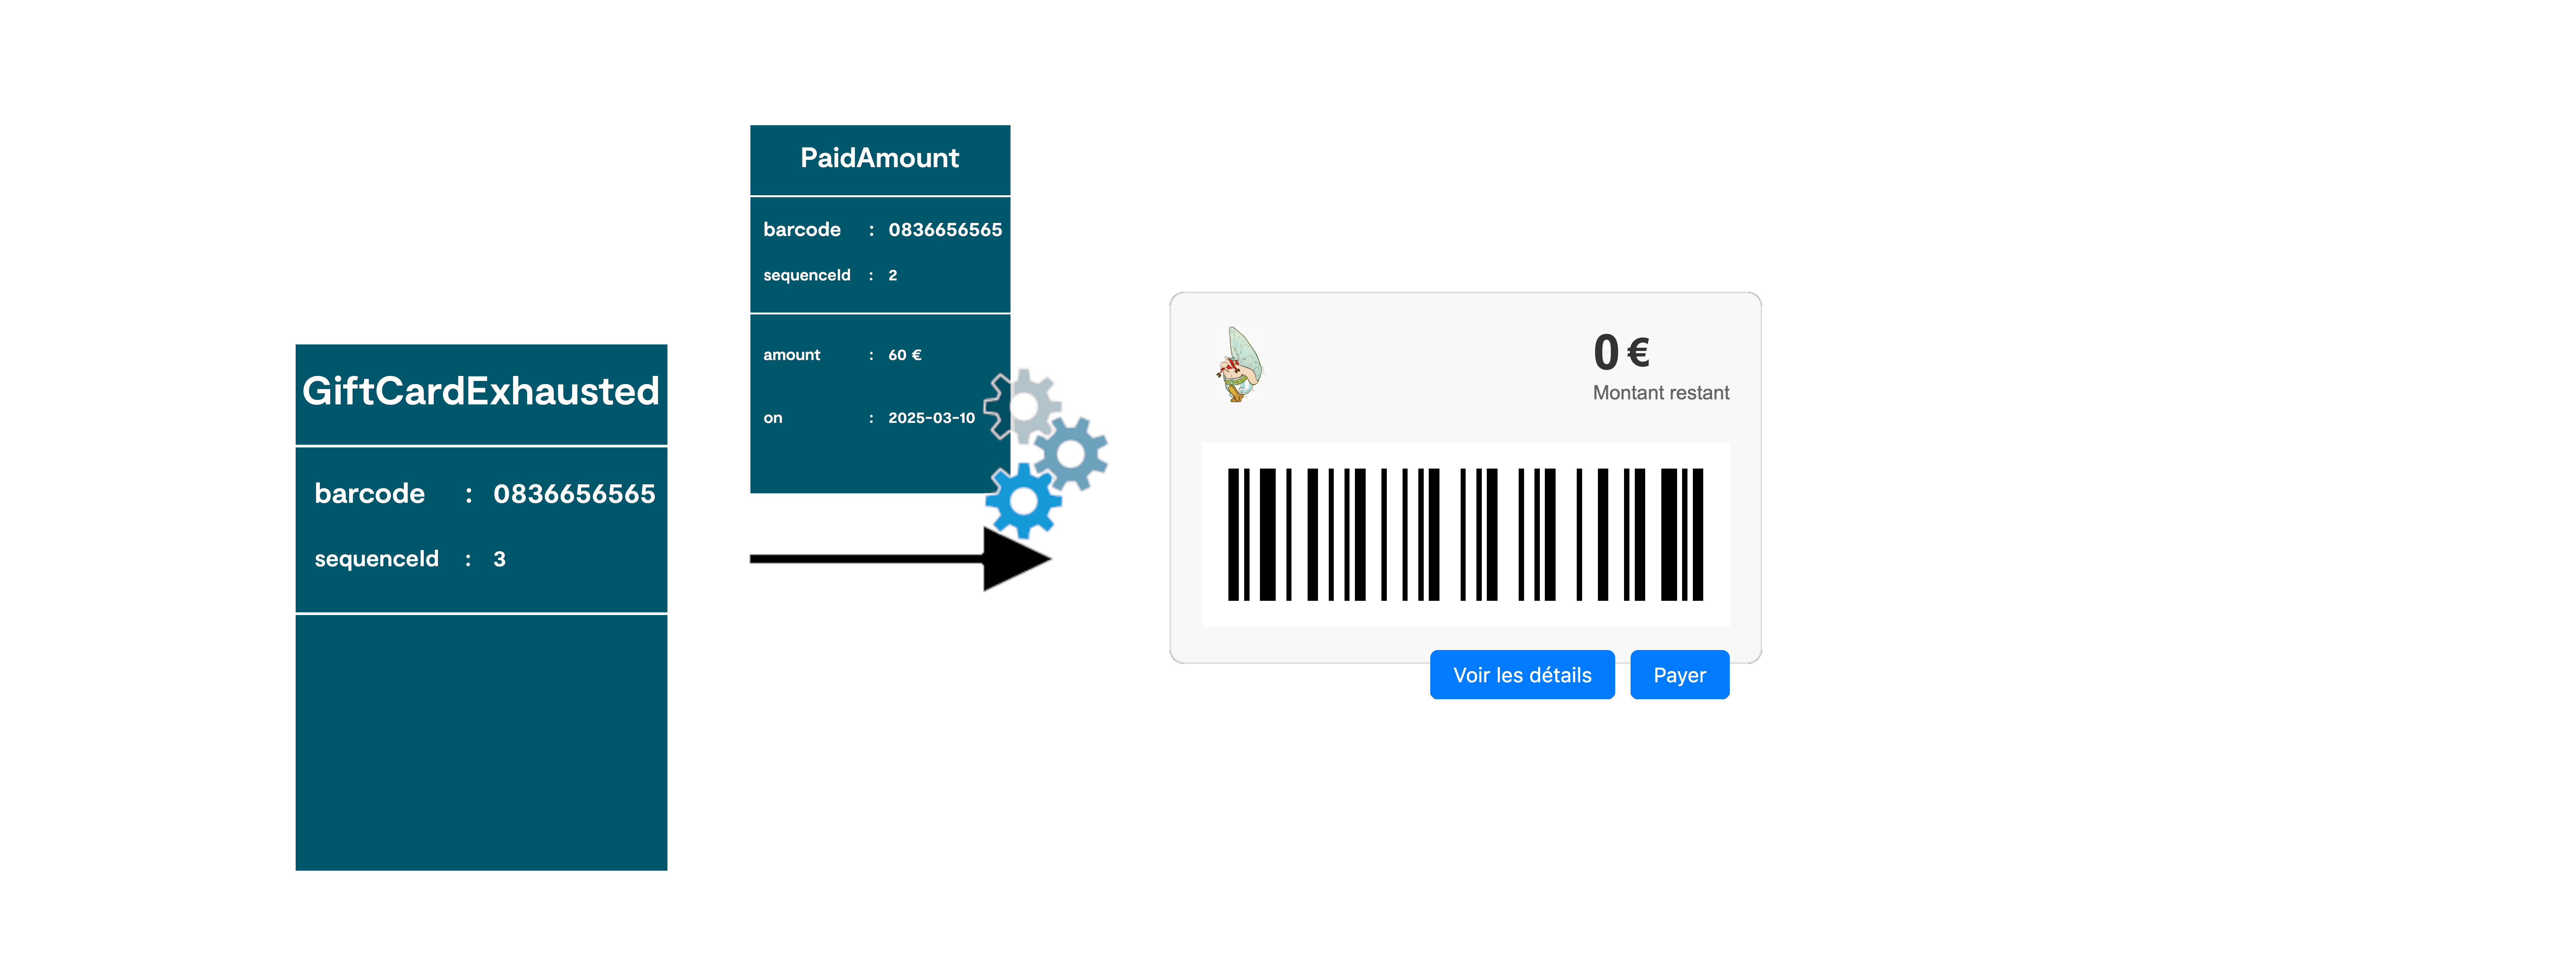 PaidAmount
barcode : 0836656565
sequenceId : 2
amount : 60 €
on : 2025-03-10
GiftCardExhausted
barcode : 0836656565
sequenceId : 3
0 €
Montant restant
Voir les détails
Payer